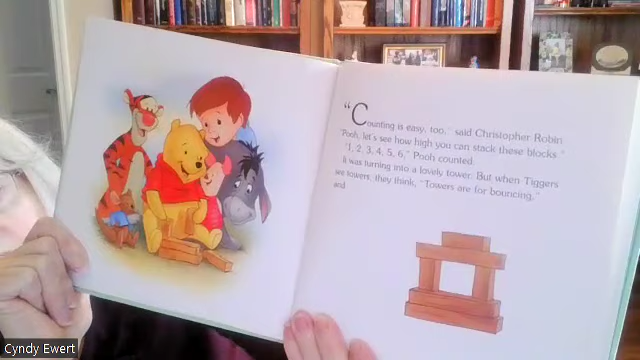 "Counting is easy, too," said Christopher Robin.
"Pooh, let's see how high you can stack these blocks."
"1, 2, 3, 4, 5, 6," Pooh counted.
It was turning into a lovely tower. But when Tiggers
see towers, they think, "Towers are for bouncing,"
and
Cyndy Ewert